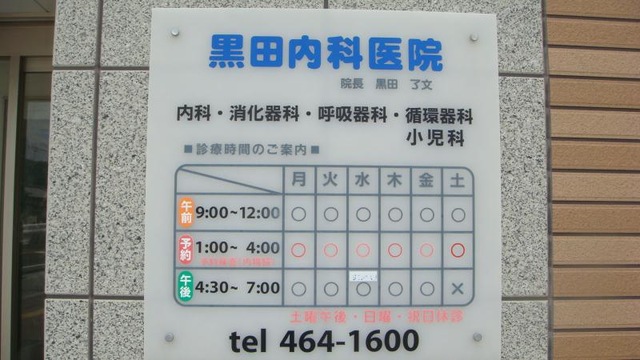 黒田内科医院
院長 黒田 了文
内科・消化器科・呼吸器科・循環器科
小児科
■診療時間のご案内■
月 火 水 木 金 土
午前 9:00~12:00 ○ ○ ○ ○ ○ ○
予約 1:00~ 4:00 ○ ○ ○ ○ ○ ○
午後 4:30~ 7:00 ○ ○ ○ ○ ○ ×
土曜午後・日曜・祝日休診
tel 464-1600